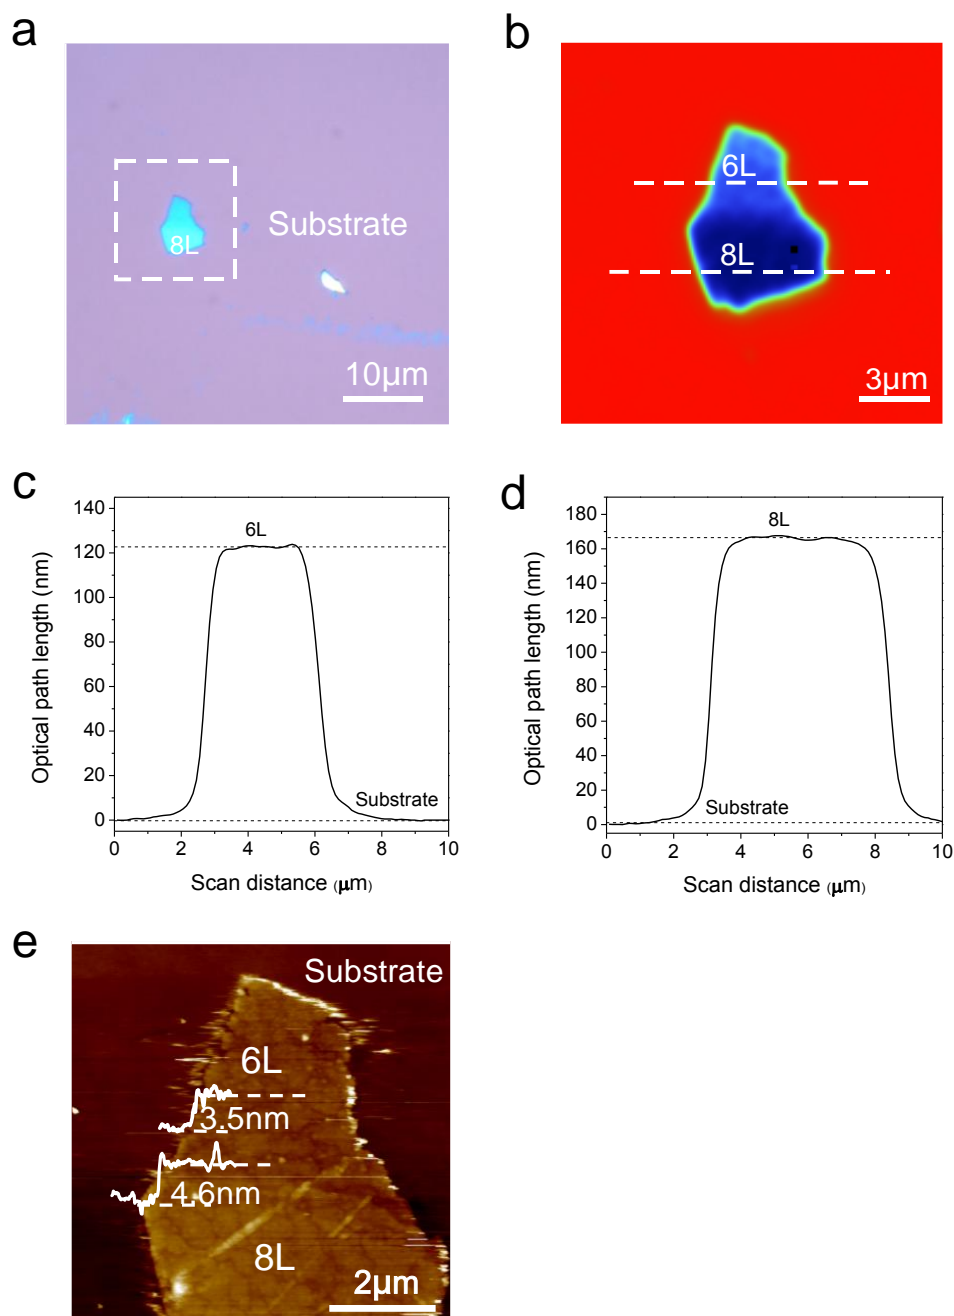 a
8L
Substrate
10μm
b
6L
8L
3μm
c
Optical path length (nm)
140
120
100
80
60
40
20
0
6L
Substrate
0 2 4 6 8 10
Scan distance (μm)
d
Optical path length (nm)
180
160
140
120
100
80
60
40
20
0
8L
Substrate
0 2 4 6 8 10
Scan distance (μm)
e
Substrate
6L
3.5nm
4.6nm
8L
2μm